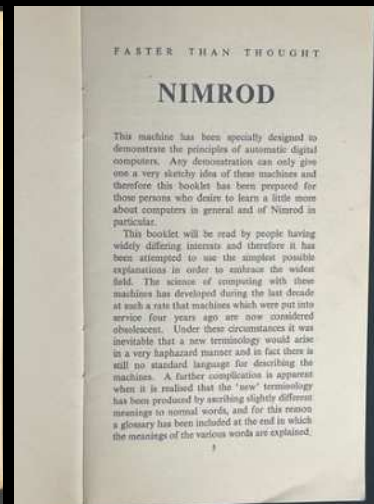 FASTER THAN THOUGHT
NIMROD
This machine has been specially designed to
demonstrate the principles of automatic digital
computers. Any demonstration can only give
one a very sketchy idea of these machines and
therefore this booklet has been prepared for
those persons who desire to learn a little more
about computers in general and of Nimrod in
particular.
This booklet will be read by people having
widely differing interests and therefore it has
been attempted to use the simplest possible
explanations in order to embrace the widest
field. The science of computing with these
machines has developed during the last decade
at such a rate that machines which were put into
service four years ago are now considered
obsolescent. Under these circumstances it was
inevitable that a new terminology would arise
in a very haphazard manner and in fact there is
still no standard language for describing the
machines. A further complication is apparent
when it is realised that the 'new' terminology
has been produced by ascribing slightly different
meanings to normal words, and for this reason
a glossary has been included at the end in which
the meanings of the various words are explained.